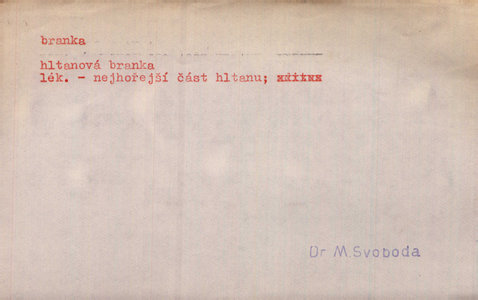 branka
hltanová branka
lék. - nejhořejší část hltanu;
Dr M.Svoboda